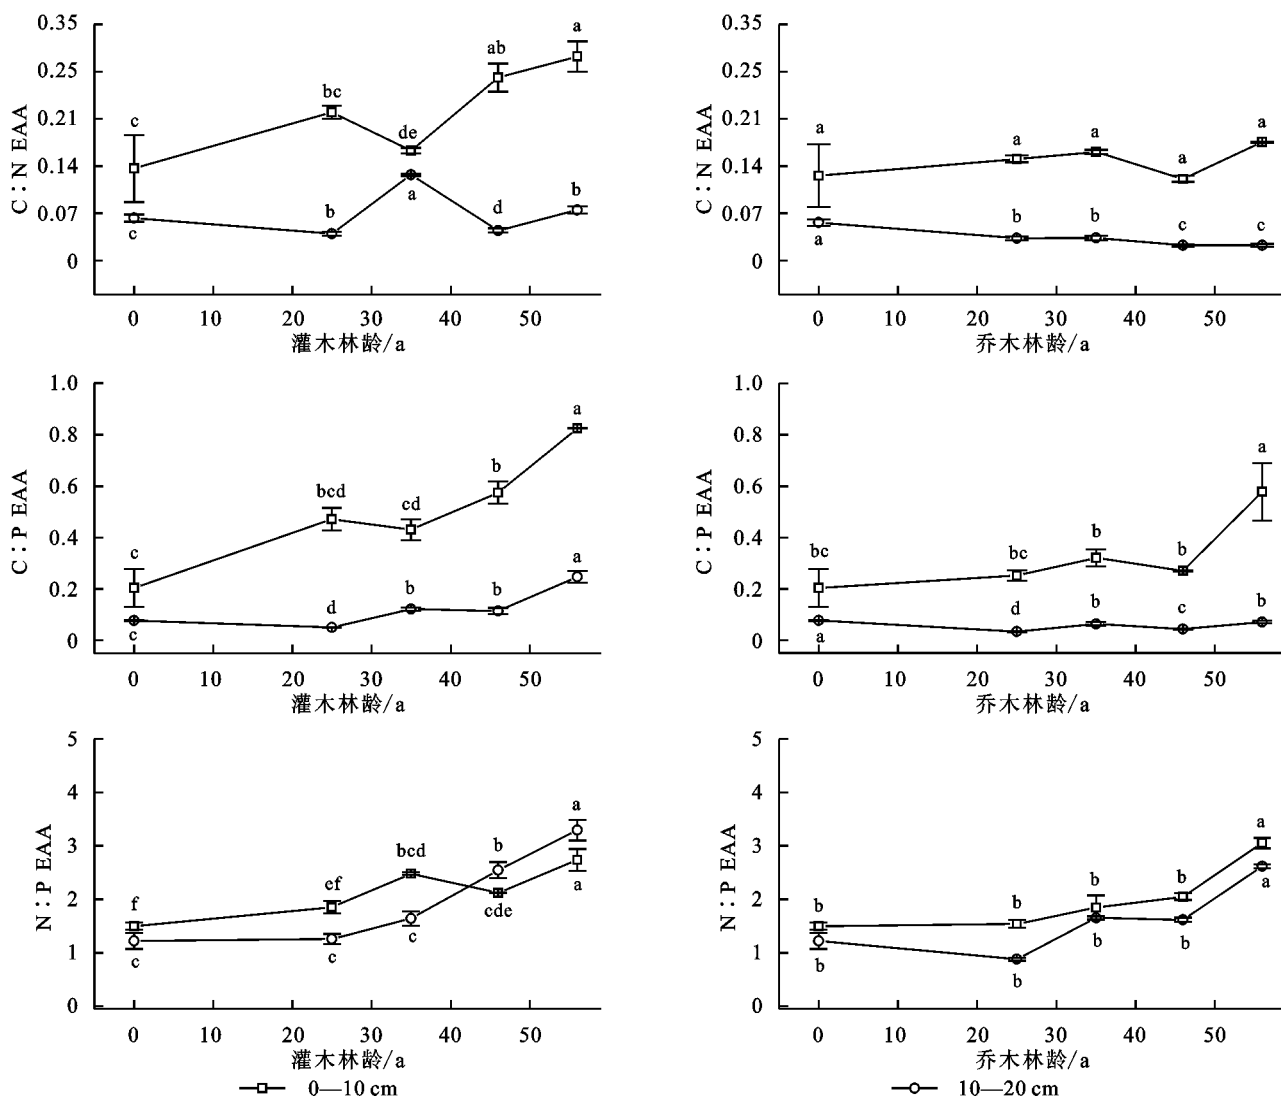 0.35
0.25
0.21
0.14
0.07
0
C∶N EAA
c
bc
de
ab
a
c
b
a
d
b
0 10 20 30 40 50
灌木林龄/a
0.35
0.25
0.21
0.14
0.07
0
C∶N EAA
a
a
a
a
a
a
b
b
c
c
0 10 20 30 40 50
乔木林龄/a
1.0
0.8
0.6
0.4
0.2
0
C∶P EAA
c
bcd
cd
b
a
c
d
b
b
a
0 10 20 30 40 50
灌木林龄/a
1.0
0.8
0.6
0.4
0.2
0
C∶P EAA
bc
bc
b
b
a
a
d
b
c
b
0 10 20 30 40 50
乔木林龄/a
5
4
3
2
1
0
N∶P EAA
f
ef
bcd
b
a
c
c
c
cde
a
0 10 20 30 40 50
灌木林龄/a
5
4
3
2
1
0
N∶P EAA
b
b
b
b
a
b
b
b
b
a
0 10 20 30 40 50
乔木林龄/a
0—10 cm
10—20 cm